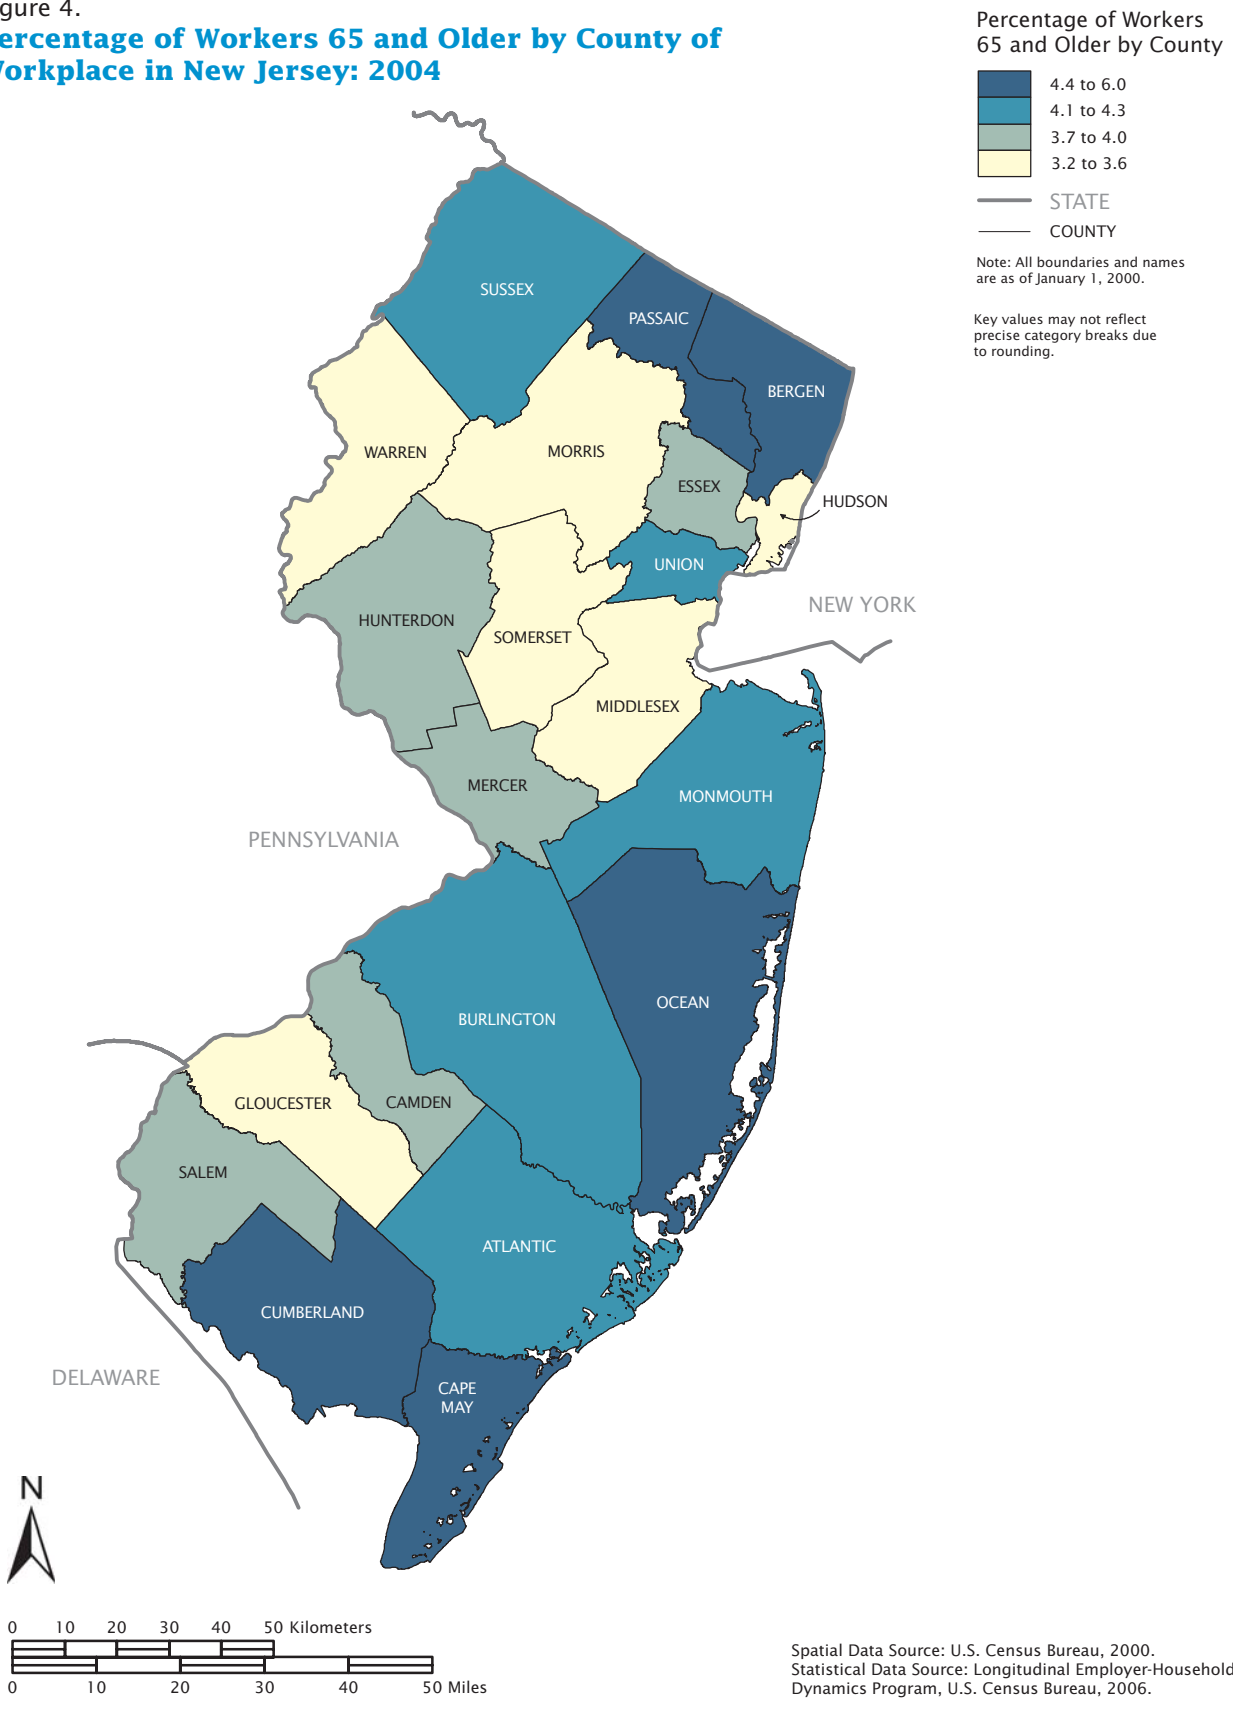 gure 4.
ercentage of Workers 65 and Older by County of
orkplace in New Jersey: 2004
Percentage of Workers
65 and Older by County
4.4 to 6.0
4.1 to 4.3
3.7 to 4.0
3.2 to 3.6
STATE
COUNTY
Note: All boundaries and names
are as of January 1, 2000.
Key values may not reflect
precise category breaks due
to rounding.
SUSSEX
PASSAIC
BERGEN
WARREN
MORRIS
ESSEX
HUDSON
UNION
NEW YORK
HUNTERDON
SOMERSET
MIDDLESEX
MERCER
MONMOUTH
PENNSYLVANIA
OCEAN
BURLINGTON
GLOUCESTER
CAMDEN
SALEM
ATLANTIC
CUMBERLAND
DELAWARE
CAPE
MAY
N
0 10 20 30 40 50 Kilometers
0 10 20 30 40 50 Miles
Spatial Data Source: U.S. Census Bureau, 2000.
Statistical Data Source: Longitudinal Employer-Household
Dynamics Program, U.S. Census Bureau, 2006.